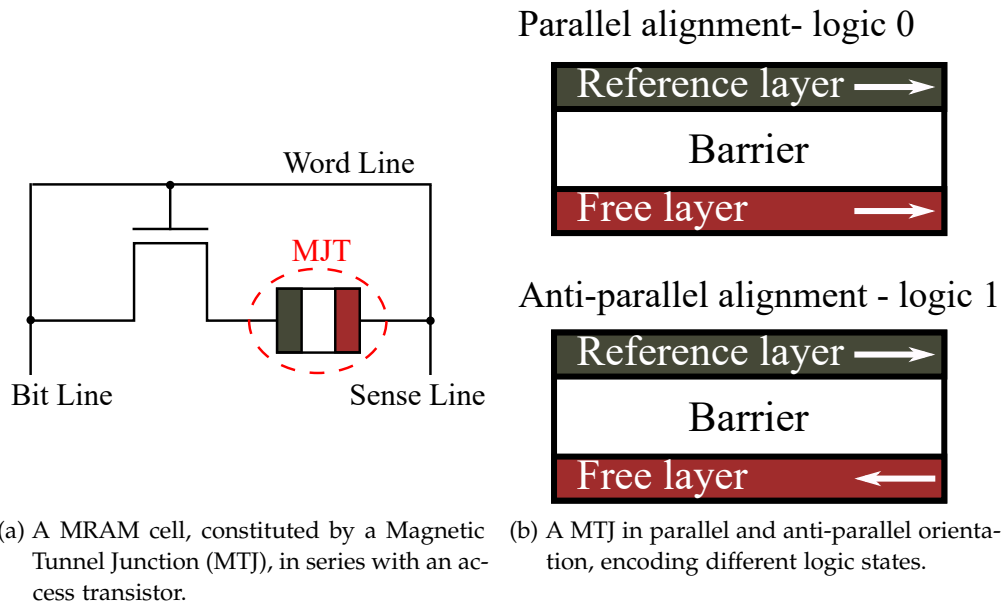 Parallel alignment- logic 0
Reference layer
Barrier
Free layer
Word Line
MJT
Bit Line
Sense Line
Anti-parallel alignment - logic 1
Reference layer
Barrier
Free layer
(a) A MRAM cell, constituted by a Magnetic
Tunnel Junction (MTJ), in series with an ac-
cess transistor.
(b) A MTJ in parallel and anti-parallel orienta-
tion, encoding different logic states.